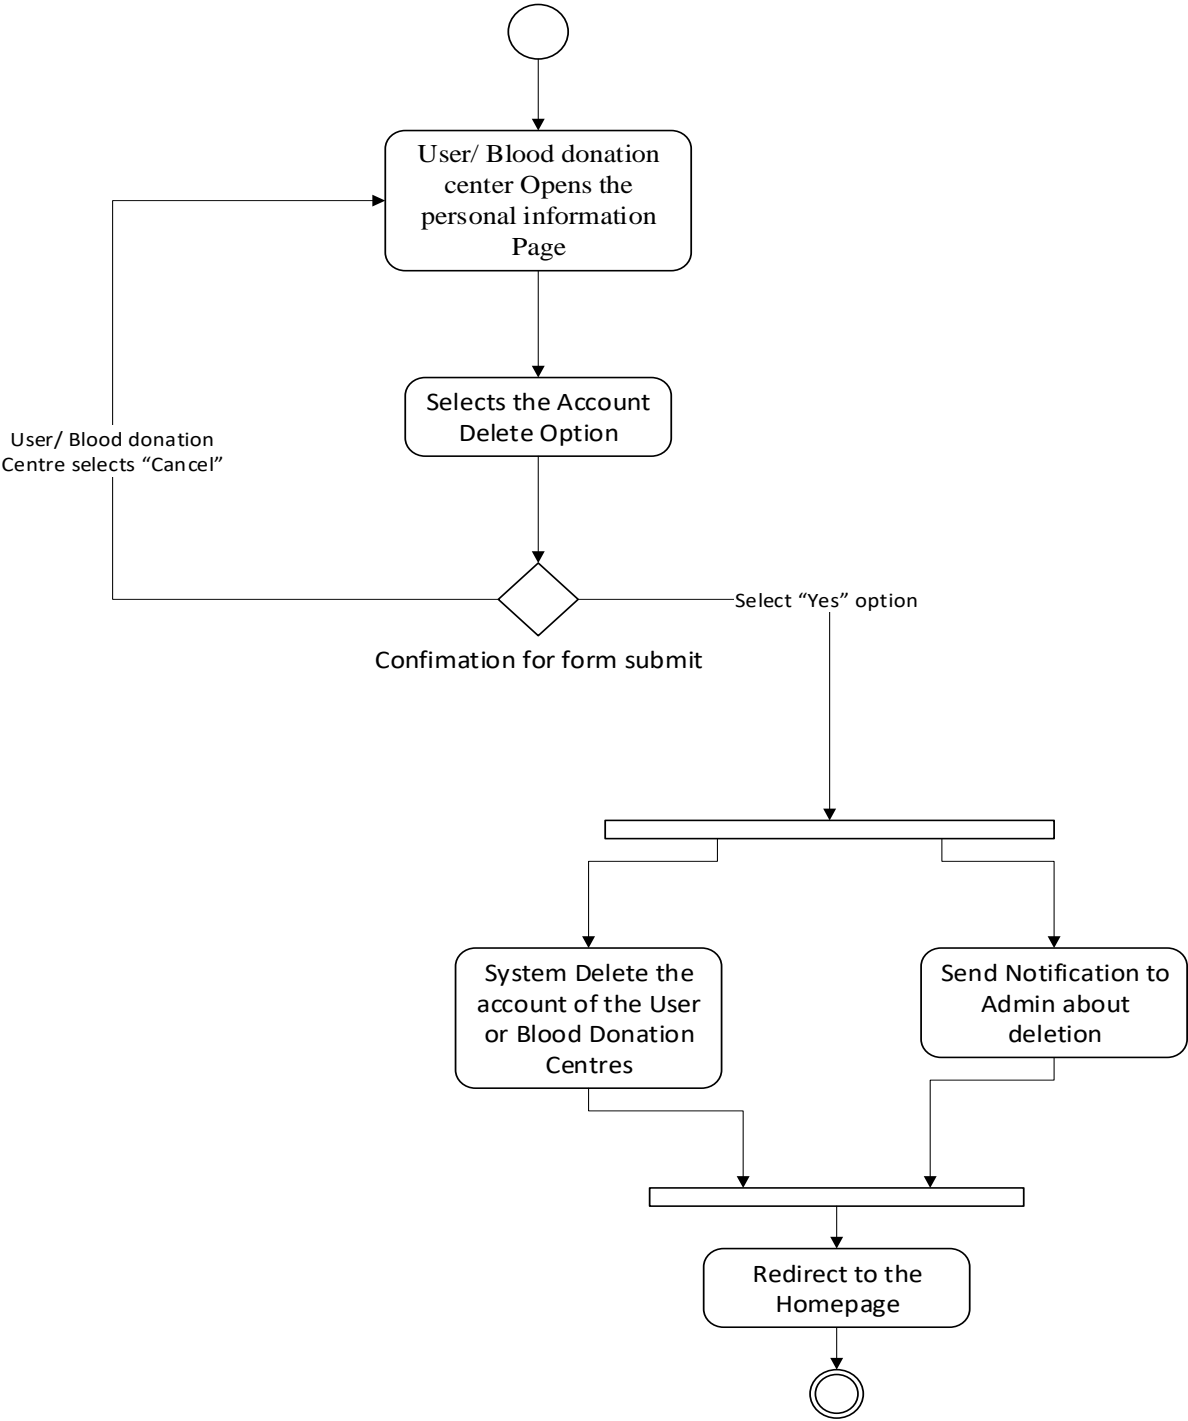 User/ Blood donation
center Opens the
personal information
Page
Selects the Account
Delete Option
User/ Blood donation
Centre selects “Cancel”
Select “Yes” option
Confimation for form submit
System Delete the
account of the User
or Blood Donation
Centres
Send Notification to
Admin about
deletion
Redirect to the
Homepage